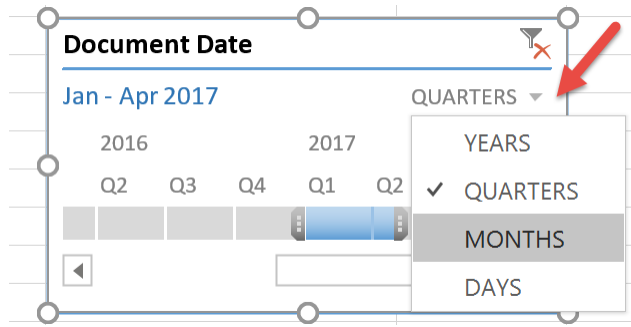 Document Date
Jan - Apr 2017 QUARTERS
2016 2017
Q2 Q3 Q4 Q1 Q2
YEARS
QUARTERS
MONTHS
DAYS